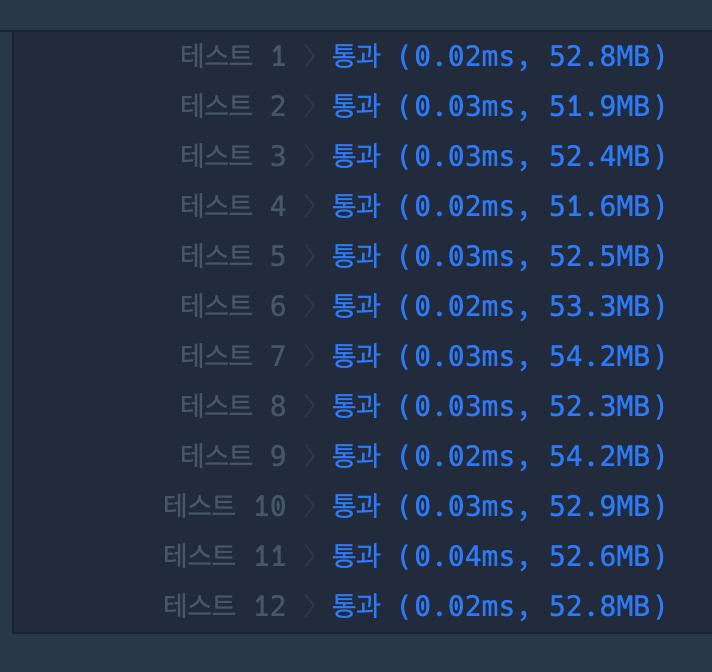 테스트 1 〉 통과 (0.02ms, 52.8MB)
테스트 2 〉 통과 (0.03ms, 51.9MB)
테스트 3 〉 통과 (0.03ms, 52.4MB)
테스트 4 〉 통과 (0.02ms, 51.6MB)
테스트 5 〉 통과 (0.03ms, 52.5MB)
테스트 6 〉 통과 (0.02ms, 53.3MB)
테스트 7 〉 통과 (0.03ms, 54.2MB)
테스트 8 〉 통과 (0.03ms, 52.3MB)
테스트 9 〉 통과 (0.02ms, 54.2MB)
테스트 10 〉 통과 (0.03ms, 52.9MB)
테스트 11 〉 통과 (0.04ms, 52.6MB)
테스트 12 〉 통과 (0.02ms, 52.8MB)